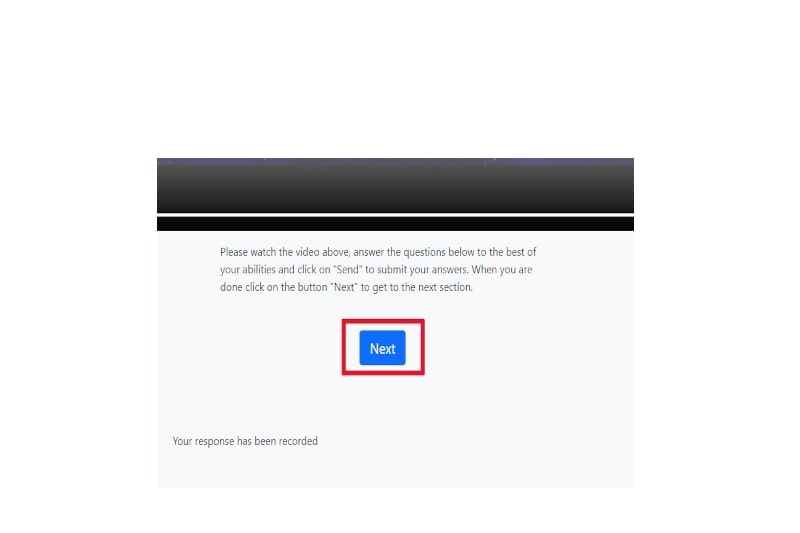 Please watch the video above, answer the questions below to the best of
your abilities and click on "Send" to submit your answers. When you are
done click on the button "Next" to get to the next section.
Next
Your response has been recorded